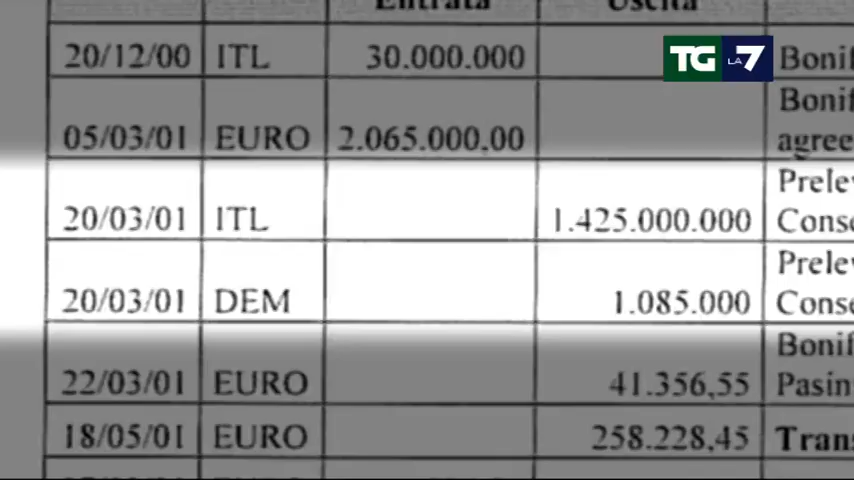 Entrata Uscita
TG LA 7
20/12/00 ITL 30.000.000
05/03/01 EURO 2.065.000,00
20/03/01 ITL 1.425.000.000
20/03/01 DEM 1.085.000
22/03/01 EURO 41.356,55
18/05/01 EURO 258.228,45